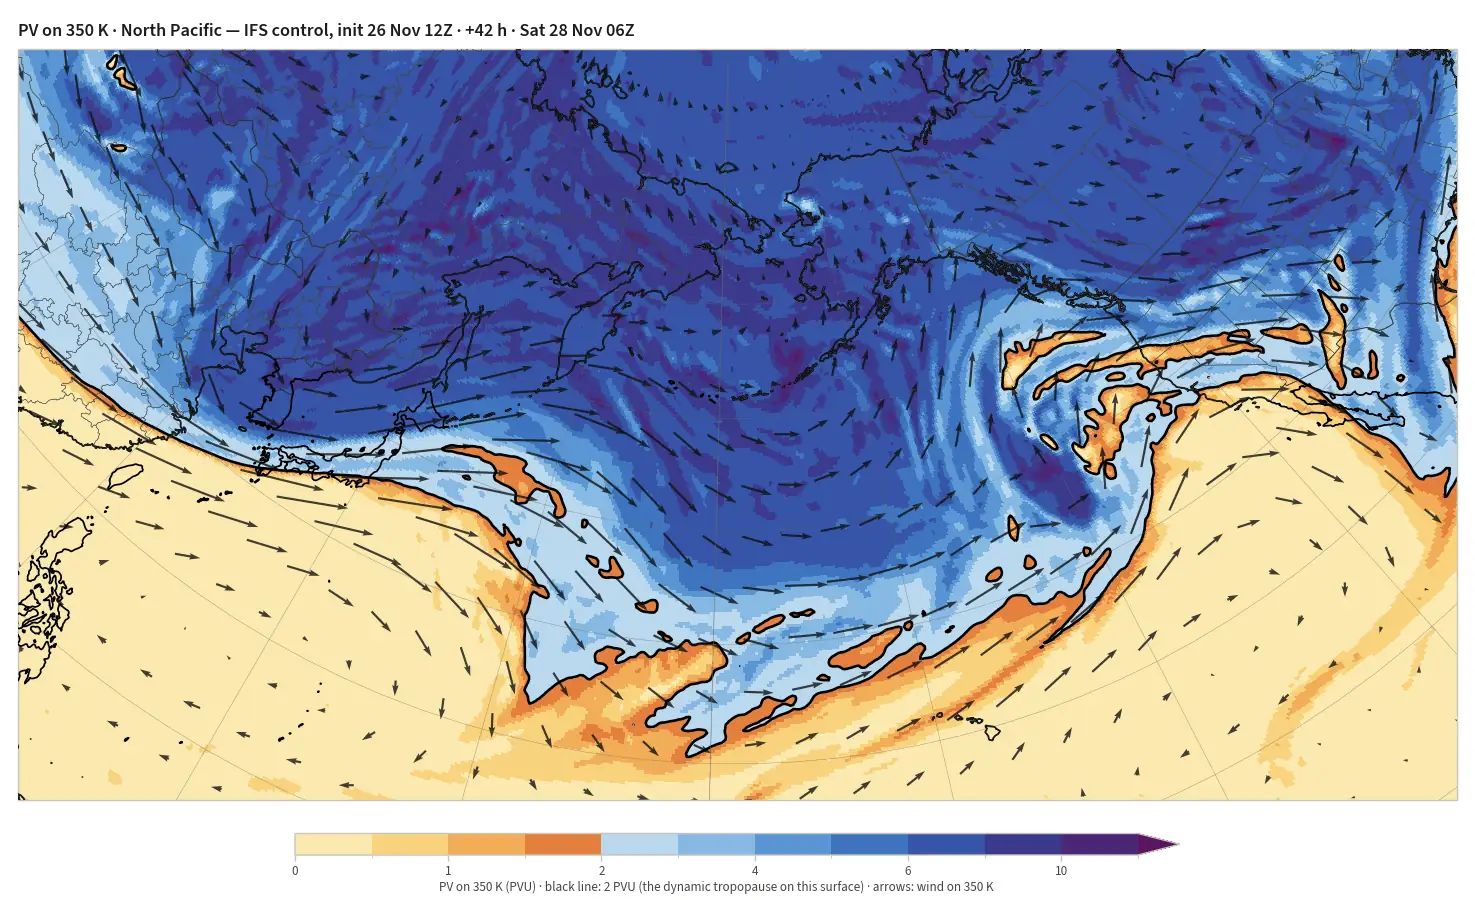 PV on 350 K · North Pacific — IFS control, init 26 Nov 12Z · +42 h · Sat 28 Nov 06Z
0 1 2 4 6 10
PV on 350 K (PVU) · black line: 2 PVU (the dynamic tropopause on this surface) · arrows: wind on 350 K